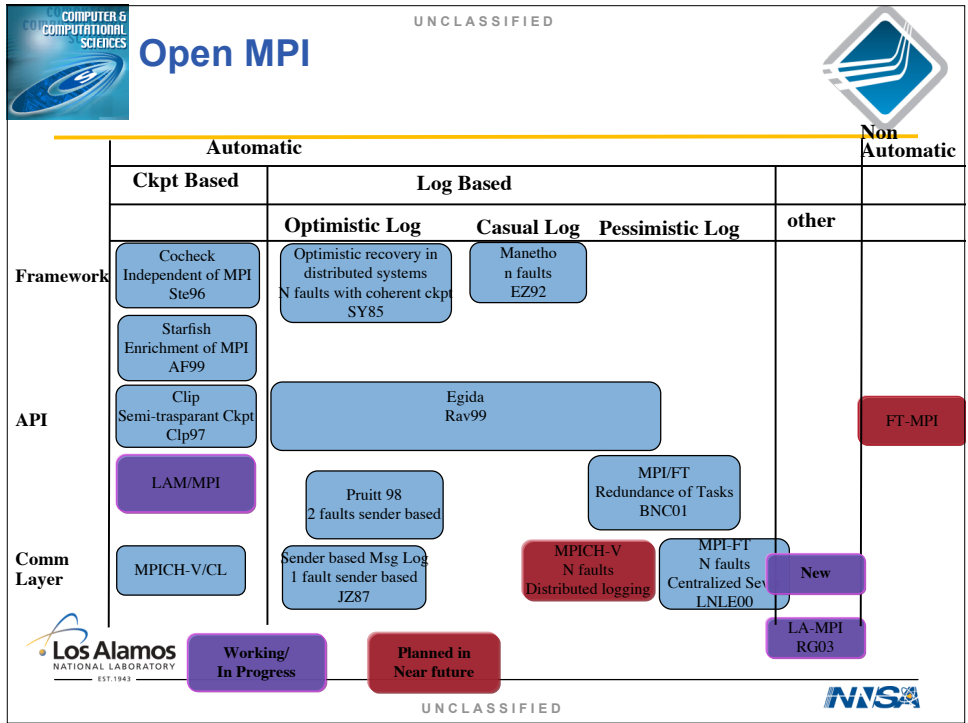 COMPUTER &
COMPUTATIONAL
SCIENCES
UNCLASSIFIED
Open MPI
Automatic
Non
Automatic
Ckpt Based
Log Based
Optimistic Log
Casual Log
Pessimistic Log
other
Framework
Cocheck
Independent of MPI
Ste96
Optimistic recovery in
distributed systems
N faults with coherent ckpt
SY85
Manetho
n faults
EZ92
Starfish
Enrichment of MPI
AF99
API
Clip
Semi-trasparant Ckpt
Clp97
Egida
Rav99
FT-MPI
LAM/MPI
Pruitt 98
2 faults sender based
MPI/FT
Redundance of Tasks
BNC01
Comm
Layer
MPICH-V/CL
Sender based Msg Log
1 fault sender based
JZ87
MPICH-V
N faults
Distributed logging
MPI-FT
N faults
Centralized
LNLE00
New
LA-MPI
RG03
Los Alamos
NATIONAL LABORATORY
EST.1943
Working/
In Progress
Planned in
Near future
UNCLASSIFIED
NNSA